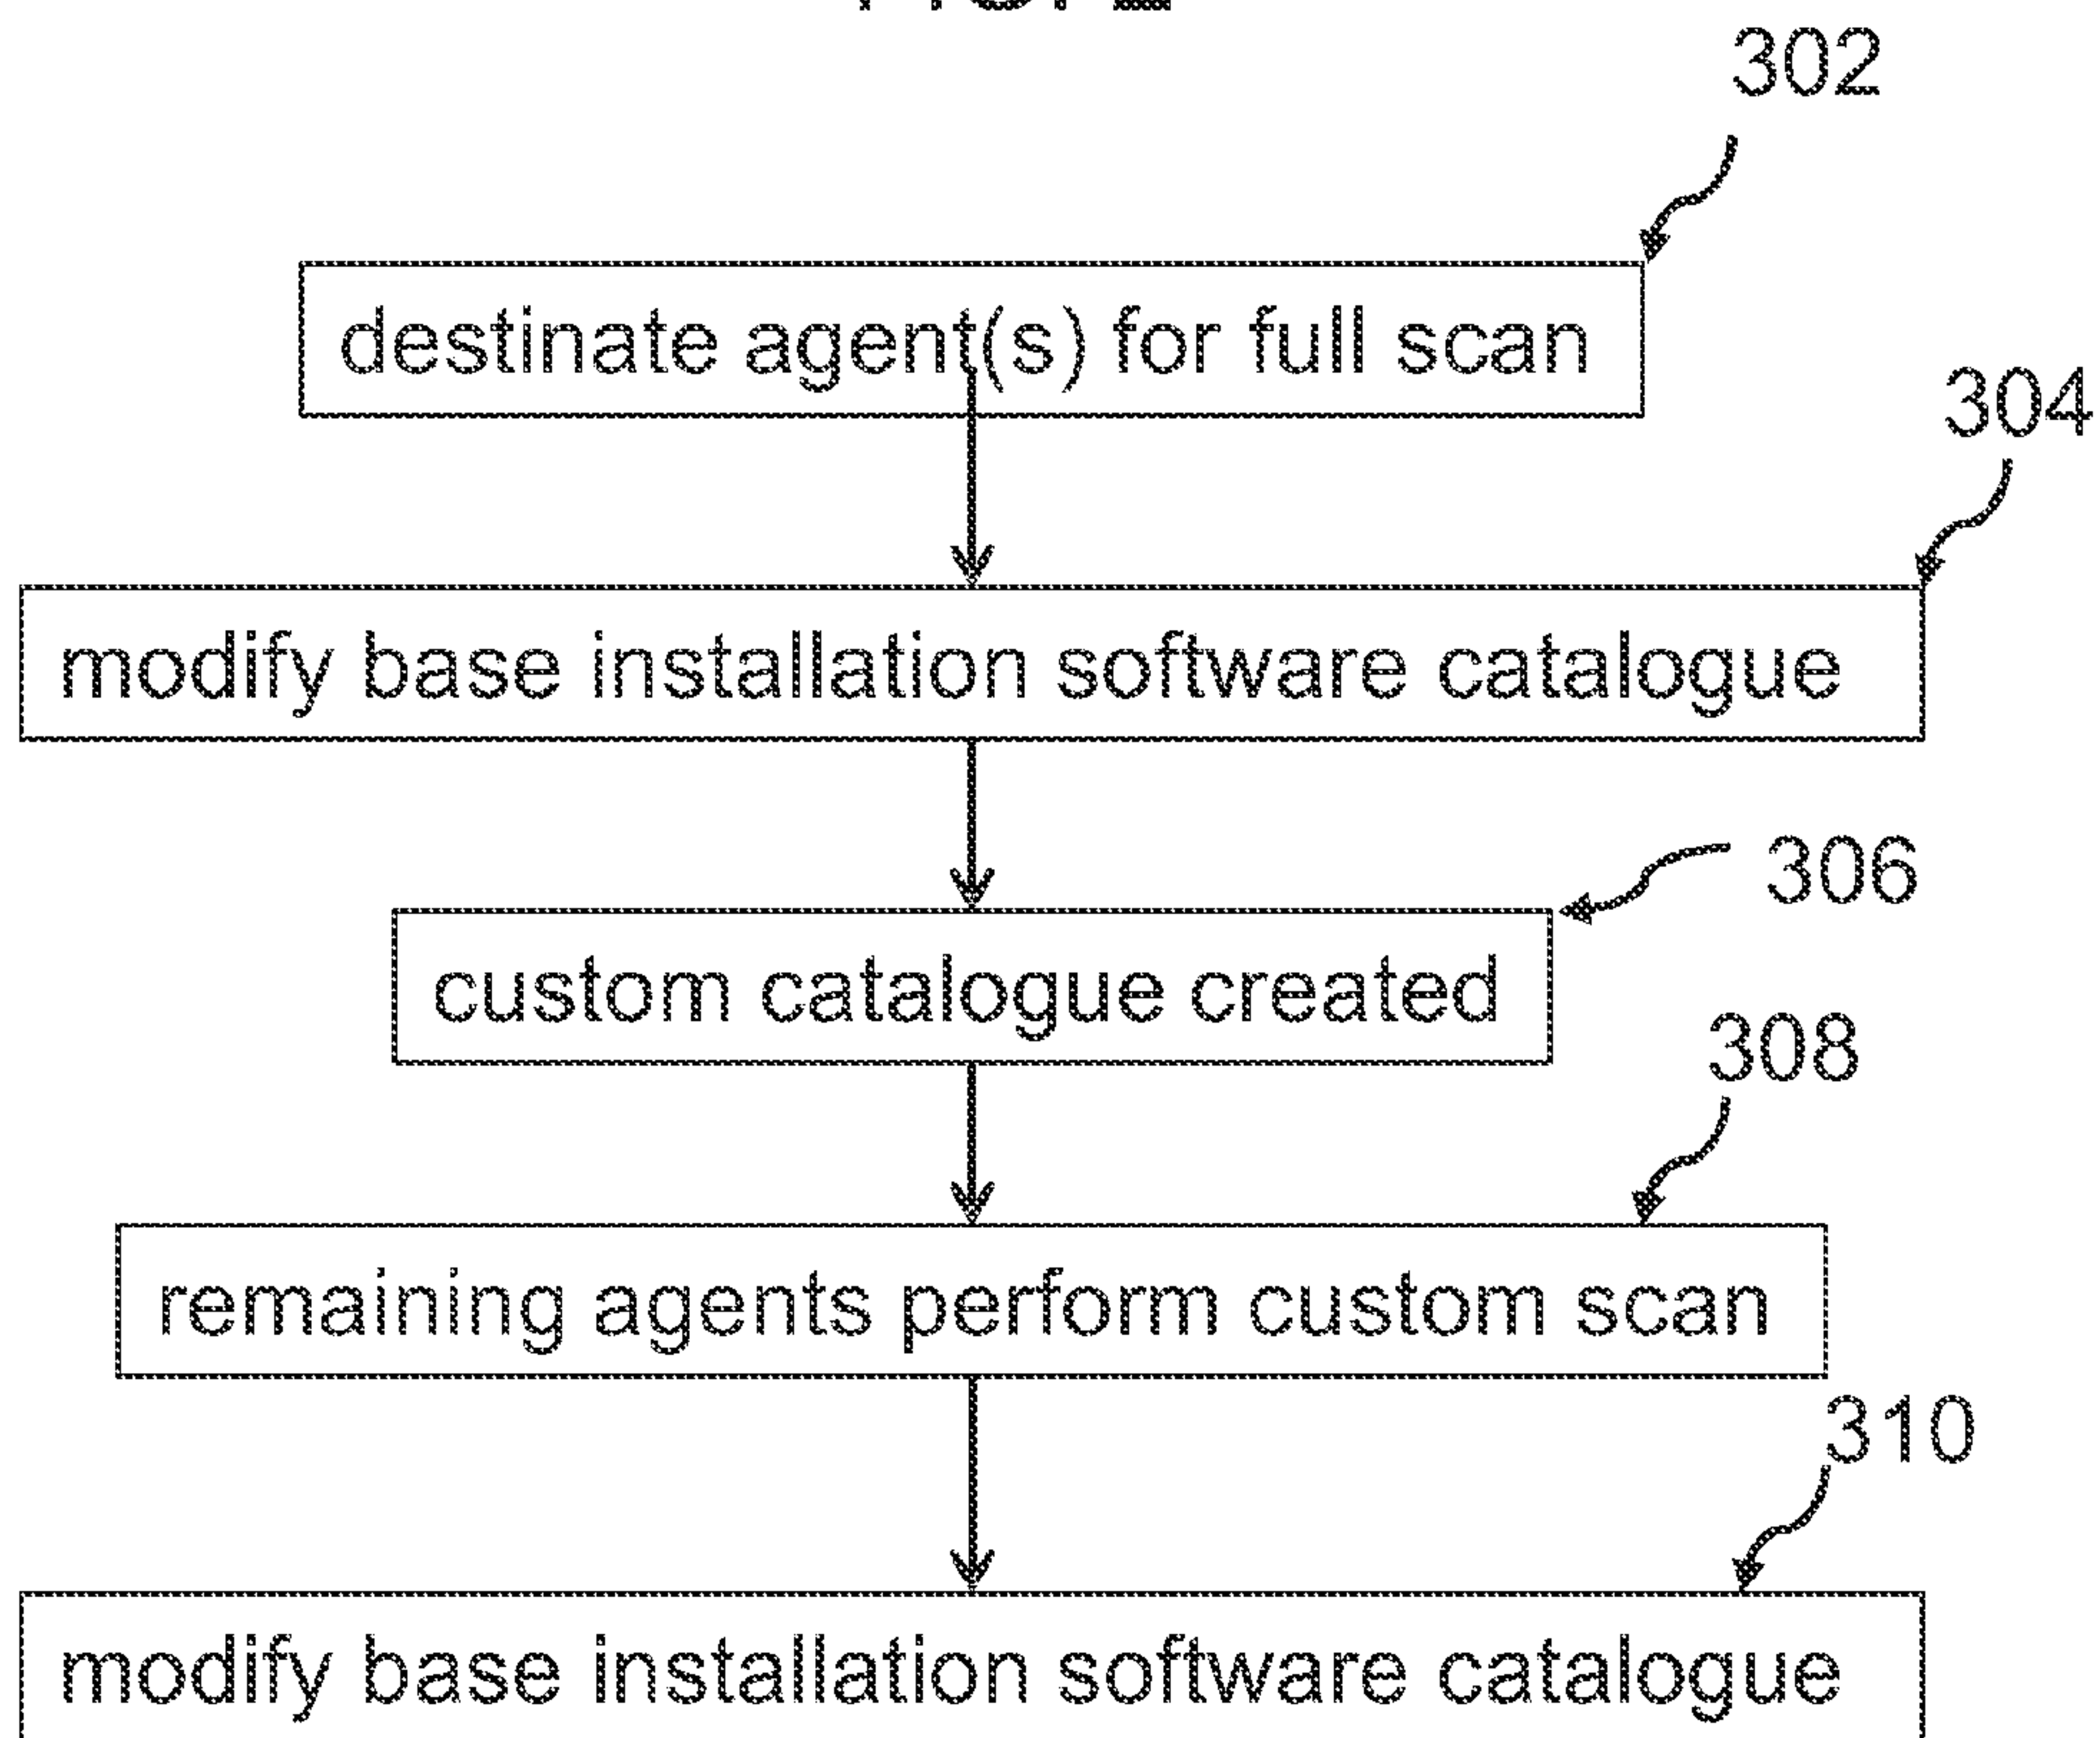 302
destinate agent(s) for full scan
304
modify base installation software catalogue
306
custom catalogue created
308
remaining agents perform custom scan
310
modify base installation software catalogue